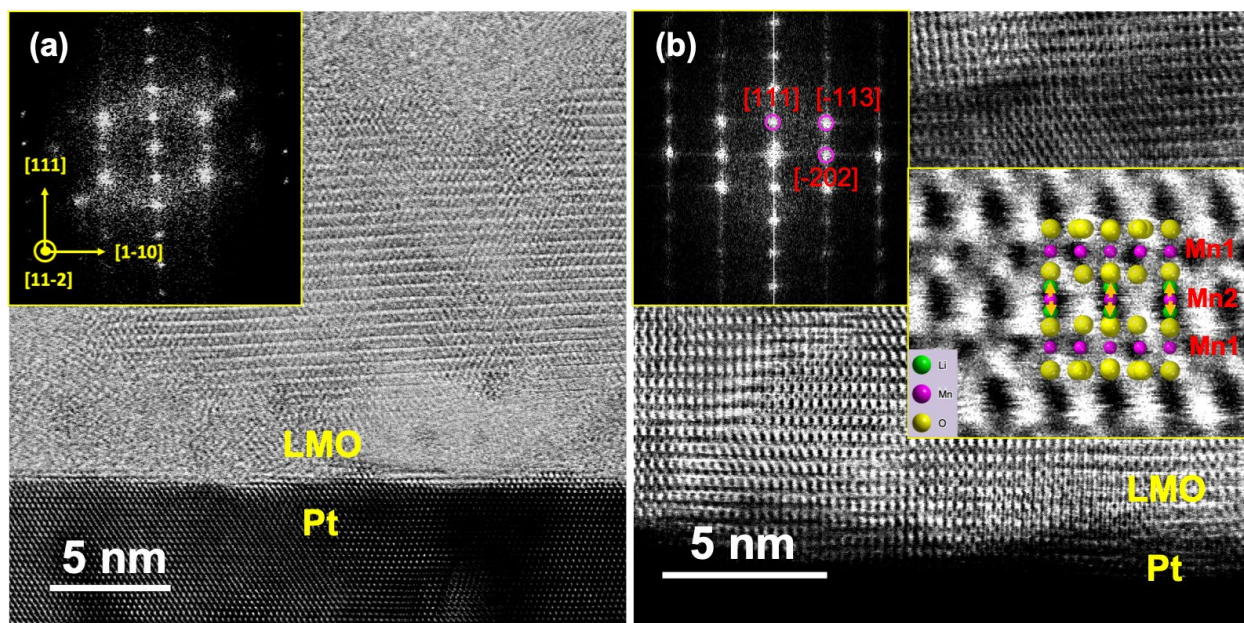 (a)
[111]
[1-10]
[11-2]
LMO
Pt
5 nm
(b)
[111]
[-113]
[-202]
Mn1
Mn2
Mn1
Li
Mn
O
LMO
5 nm
Pt